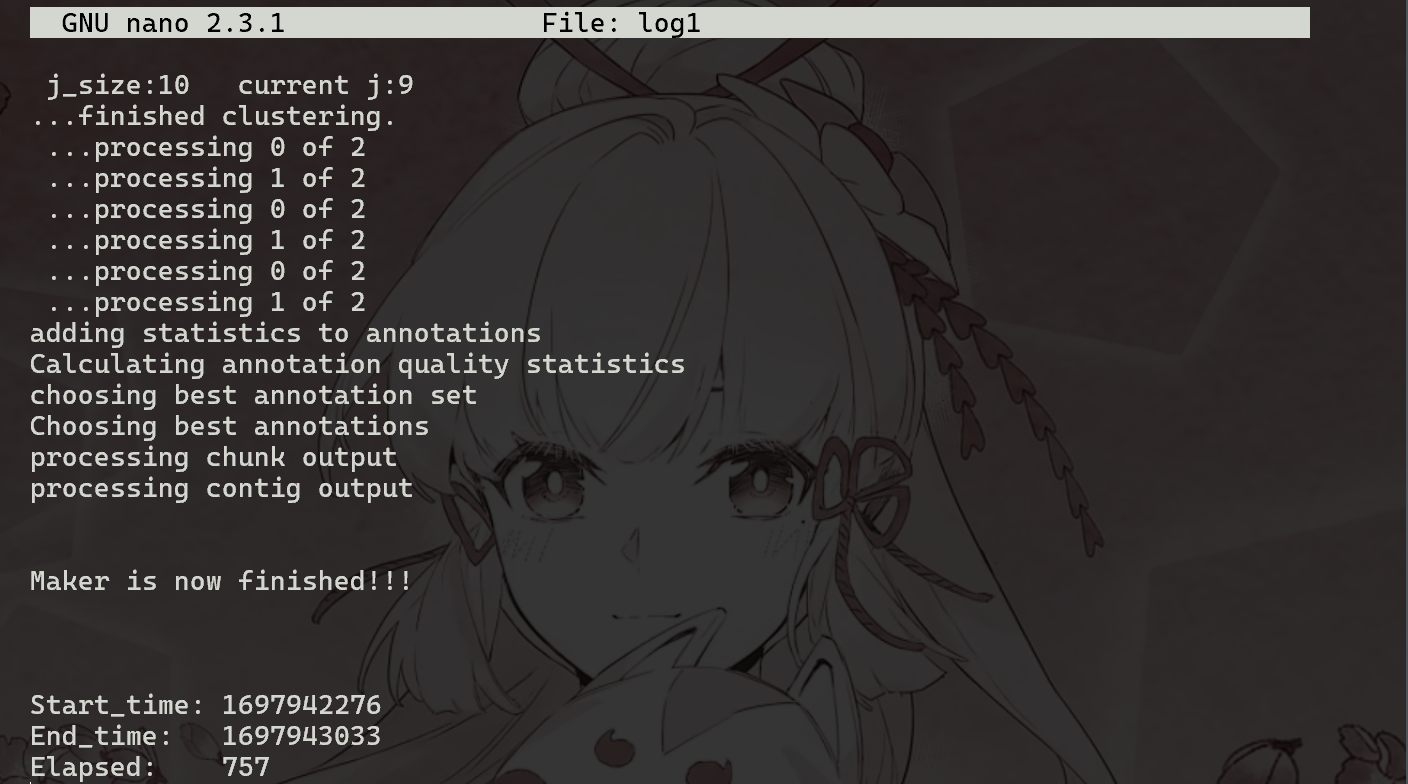 GNU nano 2.3.1 File: log1
j_size:10 current j:9
...finished clustering.
...processing 0 of 2
...processing 1 of 2
...processing 0 of 2
...processing 1 of 2
...processing 0 of 2
...processing 1 of 2
adding statistics to annotations
Calculating annotation quality statistics
choosing best annotation set
Choosing best annotations
processing chunk output
processing contig output
Maker is now finished!!!
Start_time: 1697942276
End_time: 1697943033
Elapsed: 757